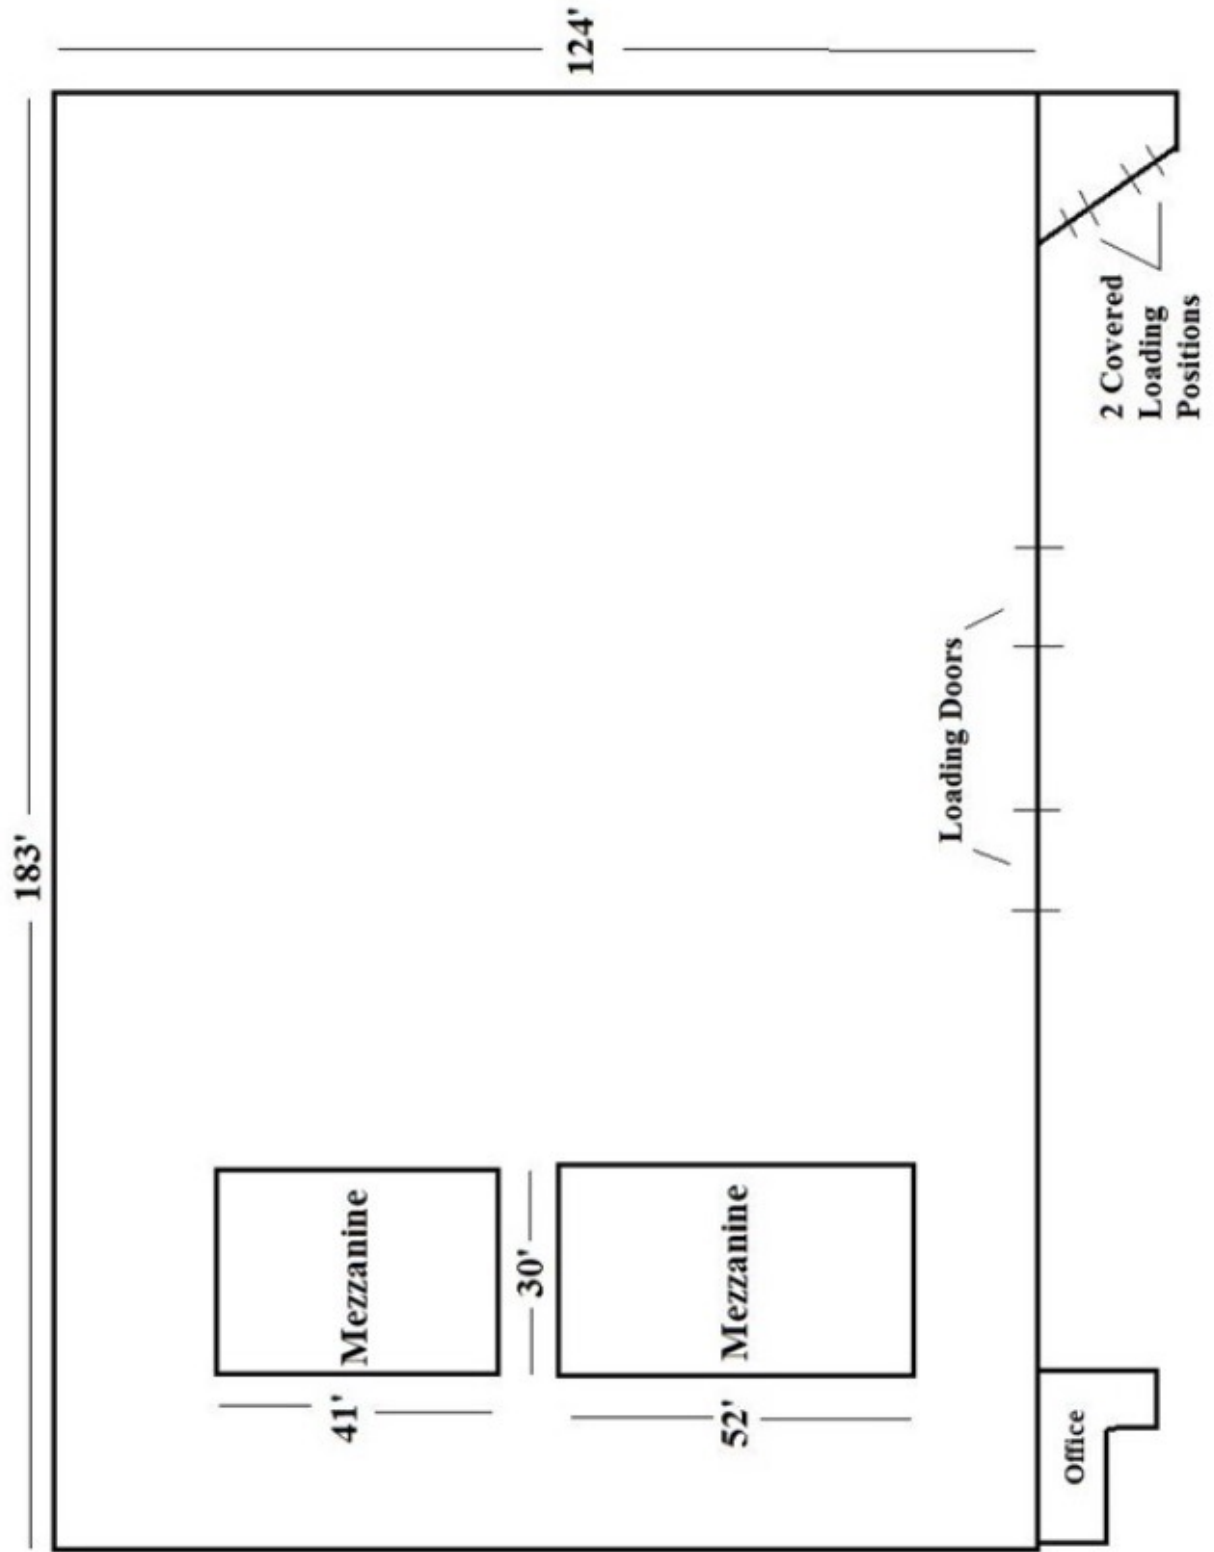 124'
183'
2 Covered
Loading
Positions
Loading Doors
Mezzanine
30'
Mezzanine
41'
52'
Office